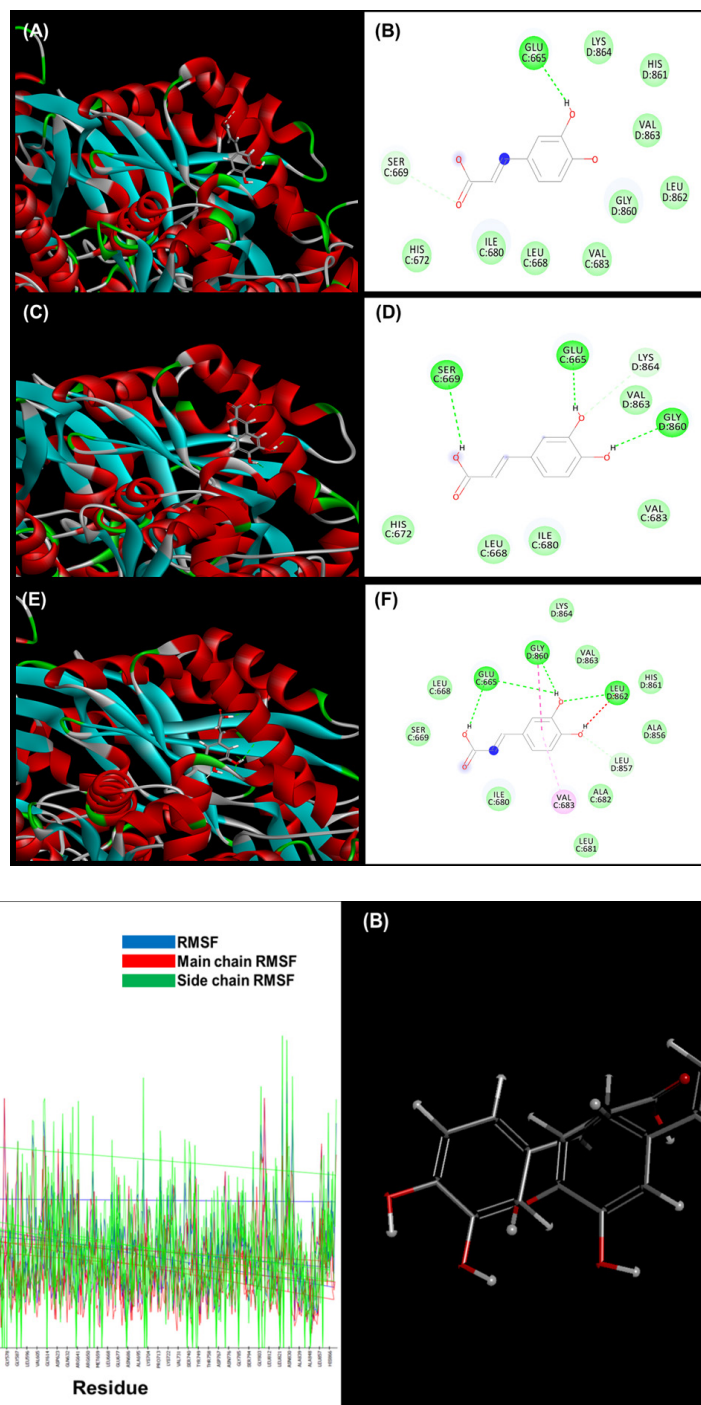 (A)
(B)
GLU
C:665
LYS
D:864
HIS
D:861
H
O
VAL
D:863
O
O
SER
C:669
LEU
D:862
GLY
D:860
O
HIS
C:672
ILE
C:680
LEU
C:668
VAL
C:683
(C)
(D)
GLU
C:665
LYS
D:864
SER
C:669
VAL
D:863
GLY
D:860
H
O
H
O
H
O
O
VAL
C:683
HIS
C:672
LEU
C:668
ILE
C:680
(E)
(F)
LYS
D:864
GLY
D:860
VAL
D:863
GLU
C:665
LEU
D:862
HIS
D:861
LEU
C:668
H
O
H
O
H
O
O
SER
C:669
ALA
D:856
LEU
D:857
ILE
C:680
VAL
C:683
ALA
C:682
LEU
C:681
RMSF
Main chain RMSF
Side chain RMSF
(B)
Residue